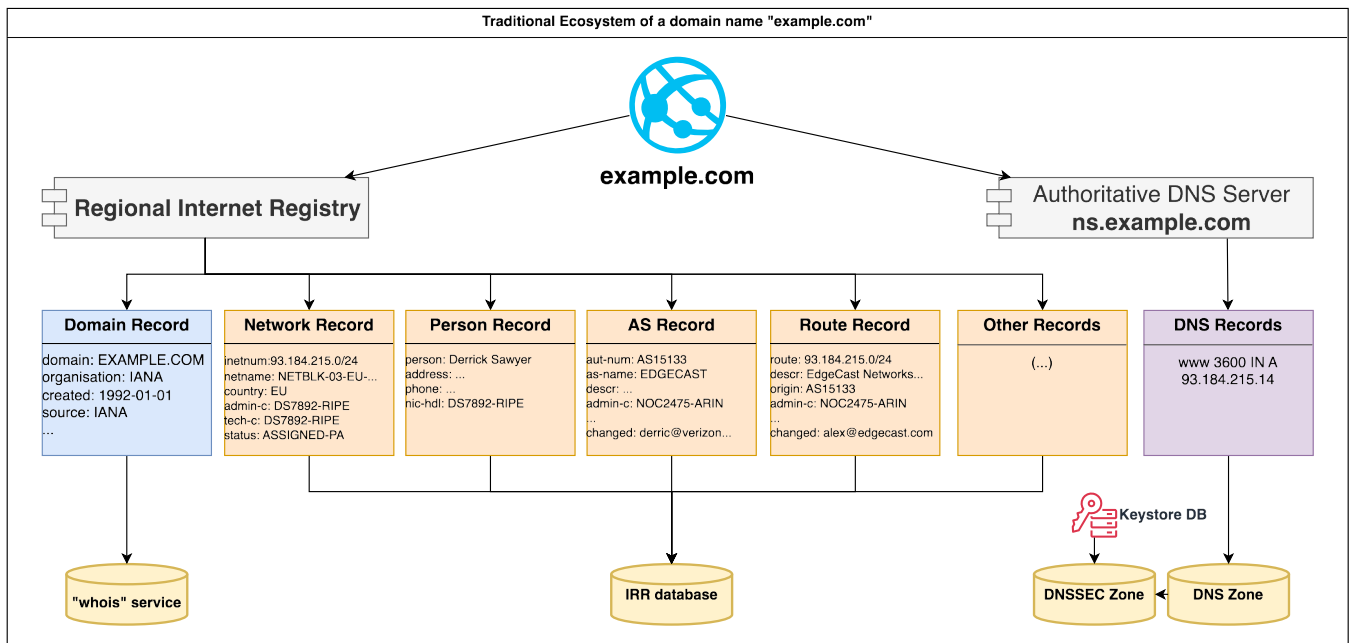 Traditional Ecosystem of a domain name "example.com"
example.com
Regional Internet Registry
Authoritative DNS Server
ns.example.com
Domain Record
domain: EXAMPLE.COM
organisation: IANA
created: 1992-01-01
source: IANA
...
Network Record
inetnum:93.184.215.0/24
netname: NETBLK-03-EU-...
country: EU
admin-c: DS7892-RIPE
tech-c: DS7892-RIPE
status: ASSIGNED-PA
Person Record
person: Derrick Sawyer
address: ...
phone: ...
nic-hdl: DS7892-RIPE
AS Record
aut-num: AS15133
as-name: EDGECAST
descr: ...
admin-c: NOC2475-ARIN
...
changed: derric@verizon...
Route Record
route: 93.184.215.0/24
descr: EdgeCast Networks...
origin: AS15133
admin-c: NOC2475-ARIN
...
changed: alex@edgecast.com
Other Records
(...)
DNS Records
www 3600 IN A
93.184.215.14
Keystore DB
"whois" service
IRR database
DNSSEC Zone
DNS Zone